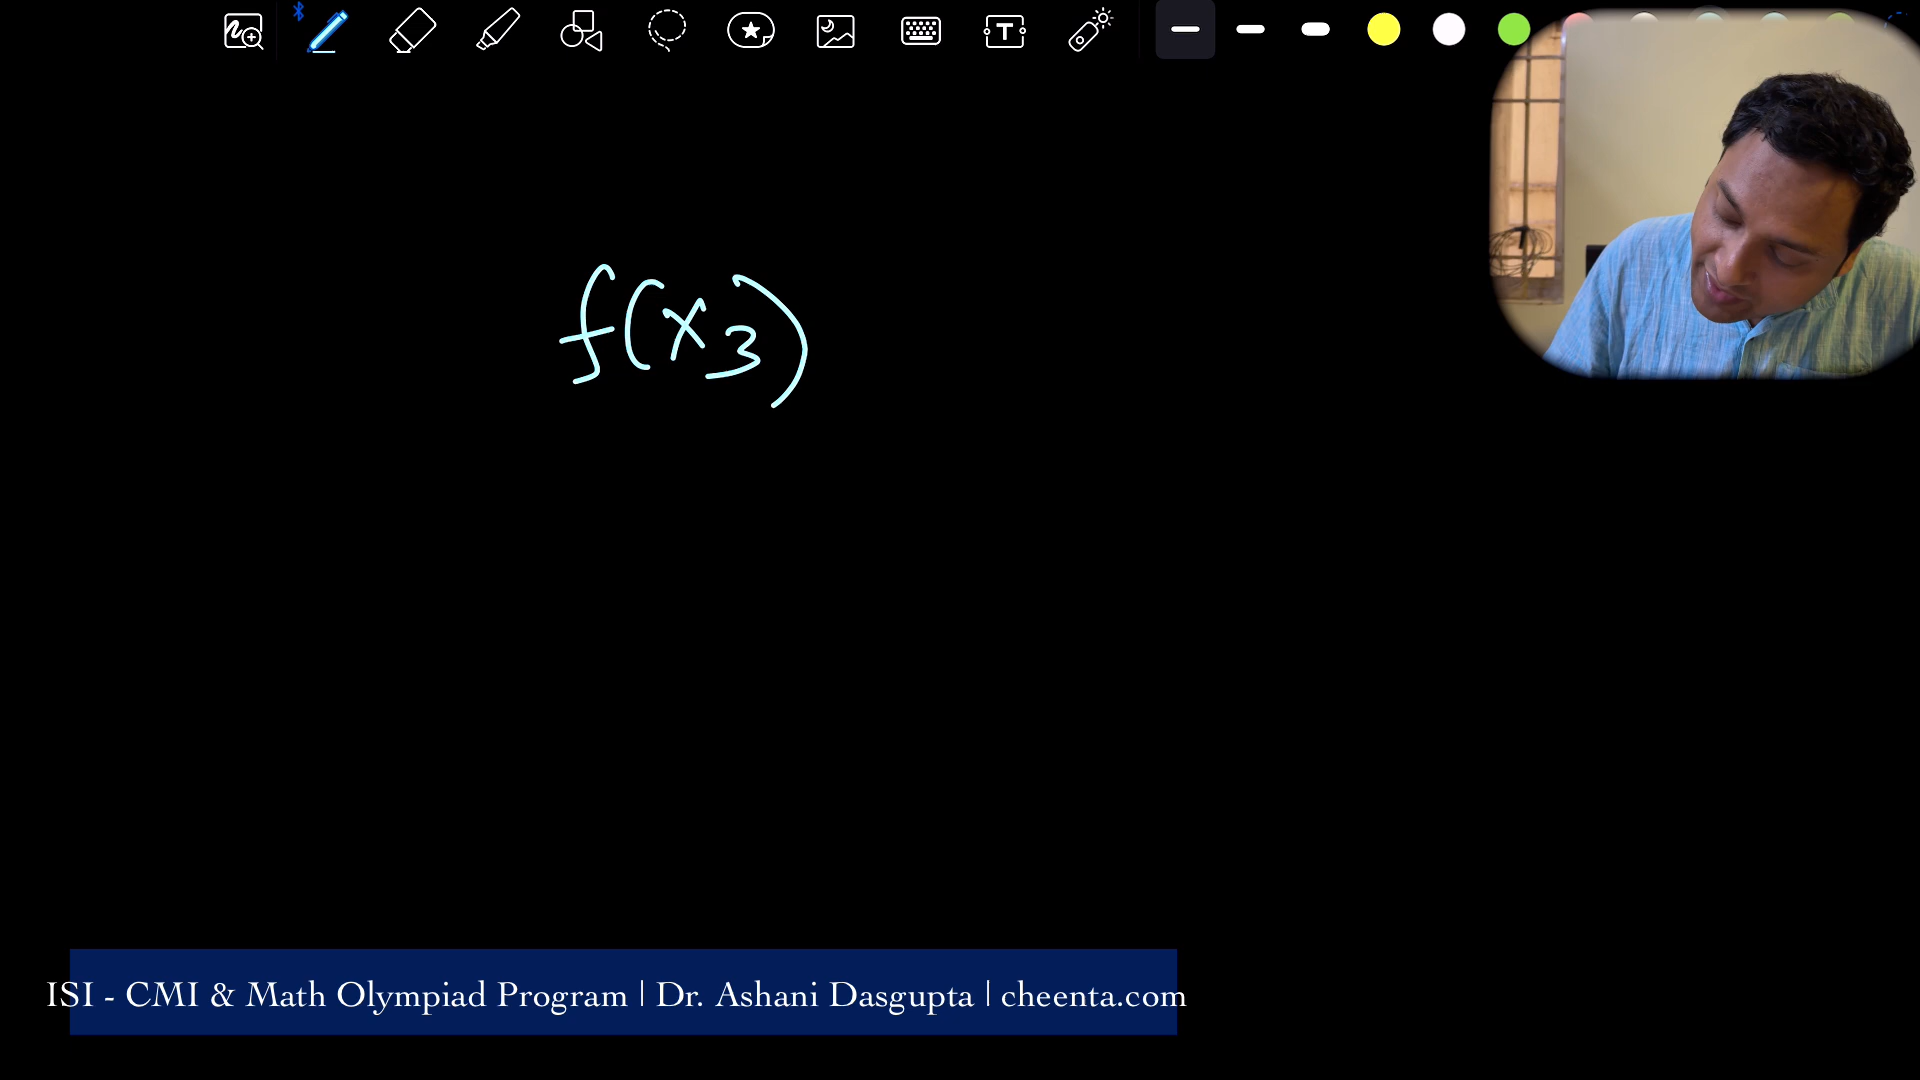 T
f(x₃)
ISI - CMI & Math Olympiad Program | Dr. Ashani Dasgupta | cheenta.com